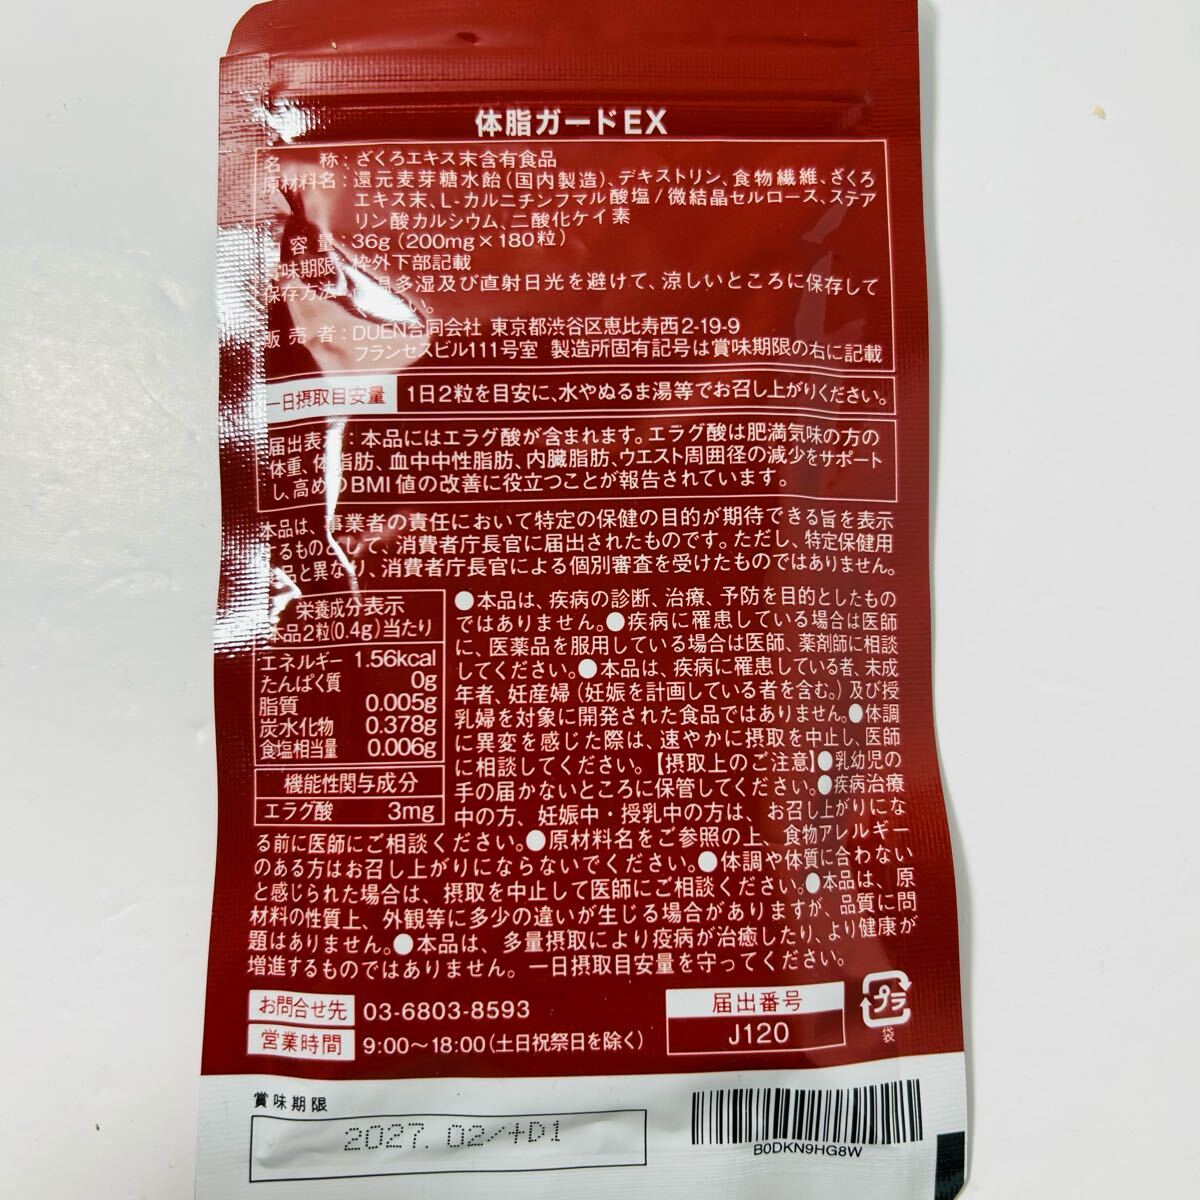 体脂ガードEX
名 称:ざくろエキス末含有食品
原材料名:還元麦芽糖水飴(国内製造)、デキストリン、食物繊維、ざくろ
エキス末、L-カルニチンフマル酸塩/微結晶セルロース、ステア
リン酸カルシウム、二酸化ケイ素
容量:36g(200mg×180粒)
賞味期限:枠外下部記載
保存方法 温多湿及び直射日光を避けて、涼しいところに保存して
い。
販売者:DUEN合同会社 東京都渋谷区恵比寿西2-19-9
フランセスビル111号室 製造所固有記号は賞味期限の右に記載
一日摂取目安量 1日2粒を目安に、水やぬるま湯等でお召し上がりください。
届出表示:本品にはエラグ酸が含まれます。エラグ酸は肥満気味の方の
体重、体脂肪、血中中性脂肪、内臓脂肪、ウエスト周囲径の減少をサポート
し、高めのBMI値の改善に役立つことが報告されています。
本品は、事業者の責任において特定の保健の目的が期待できる旨を表示
するものとして、消費者庁長官に届出されたものです。ただし、特定保健用
食品と異なり、消費者庁長官による個別審査を受けたものではありません。
栄養成分表示
本品2粒(0.4g)当たり
エネルギー 1.56kcal
たんぱく質 0g
脂質 0.005g
炭水化物 0.378g
食塩相当量 0.006g
機能性関与成分
エラグ酸 3mg
●本品は、疾病の診断、治療、予防を目的としたもの
ではありません。●疾病に罹患している場合は医師
に、医薬品を服用している場合は医師、薬剤師に相談
してください。●本品は、疾病に罹患している者、未成
年者、妊産婦(妊娠を計画している者を含む。)及び授
乳婦を対象に開発された食品ではありません。●体調
に異変を感じた際は、速やかに摂取を中止し、医師
に相談してください。【摂取上のご注意】●乳幼児の
手の届かないところに保管してください。●疾病治療
中の方、妊娠中・授乳中の方は、お召し上がりにな
る前に医師にご相談ください。●原材料名をご参照の上、食物アレルギー
のある方はお召し上がりにならないでください。●体調や体質に合わない
と感じられた場合は、摂取を中止して医師にご相談ください。●本品は、原
材料の性質上、外観等に多少の違いが生じる場合がありますが、品質に問
題はありません。●本品は、多量摂取により疫病が治癒したり、より健康が
増進するものではありません。一日摂取目安量を守ってください。
お問合せ先 03-6803-8593
営業時間 9:00~18:00(土日祝祭日を除く)
届出番号
J120
プラ
袋
賞味期限
2027.02/+D1
B0DKN9HG8W